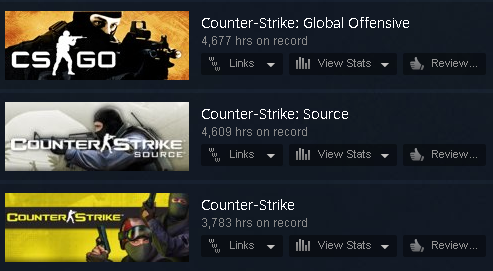 CS GO
Counter-Strike: Global Offensive
4,677 hrs on record
Links View Stats Review...
COUNTER STRIKE
SOURCE
Counter-Strike: Source
4,609 hrs on record
Links View Stats Review...
COUNTER STRIKE
Counter-Strike
3,783 hrs on record
Links View Stats Review...